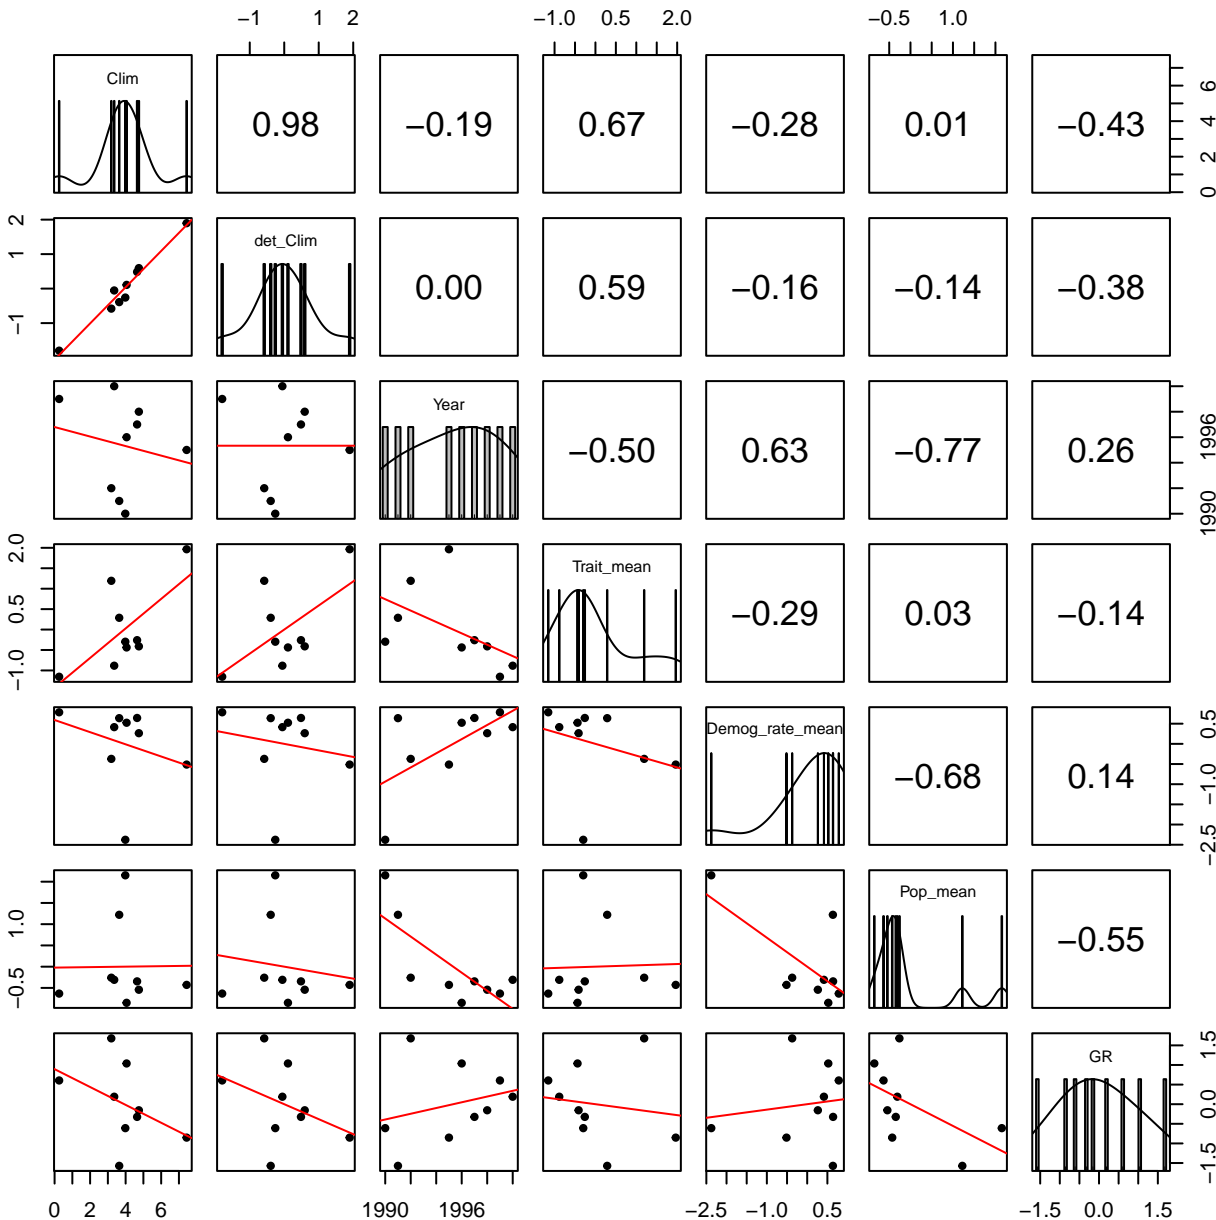 −1 1 2 −1.0 0.5 2.0 −0.5 1.0
Clim 0.98 −0.19 0.67 −0.28 0.01 −0.43 0 2 4 6
−1 1 2 det_Clim 0.00 0.59 −0.16 −0.14 −0.38
Year −0.50 0.63 −0.77 0.26 1990 1996
−1.0 0.5 2.0 Trait_mean −0.29 0.03 −0.14
Demog_rate_mean −0.68 0.14 −2.5 −1.0 0.5
−0.5 1.0 Pop_mean −0.55
GR −1.5 0.0 1.5
0 2 4 6 1990 1996 −2.5 −1.0 0.5 −1.5 0.0 1.5